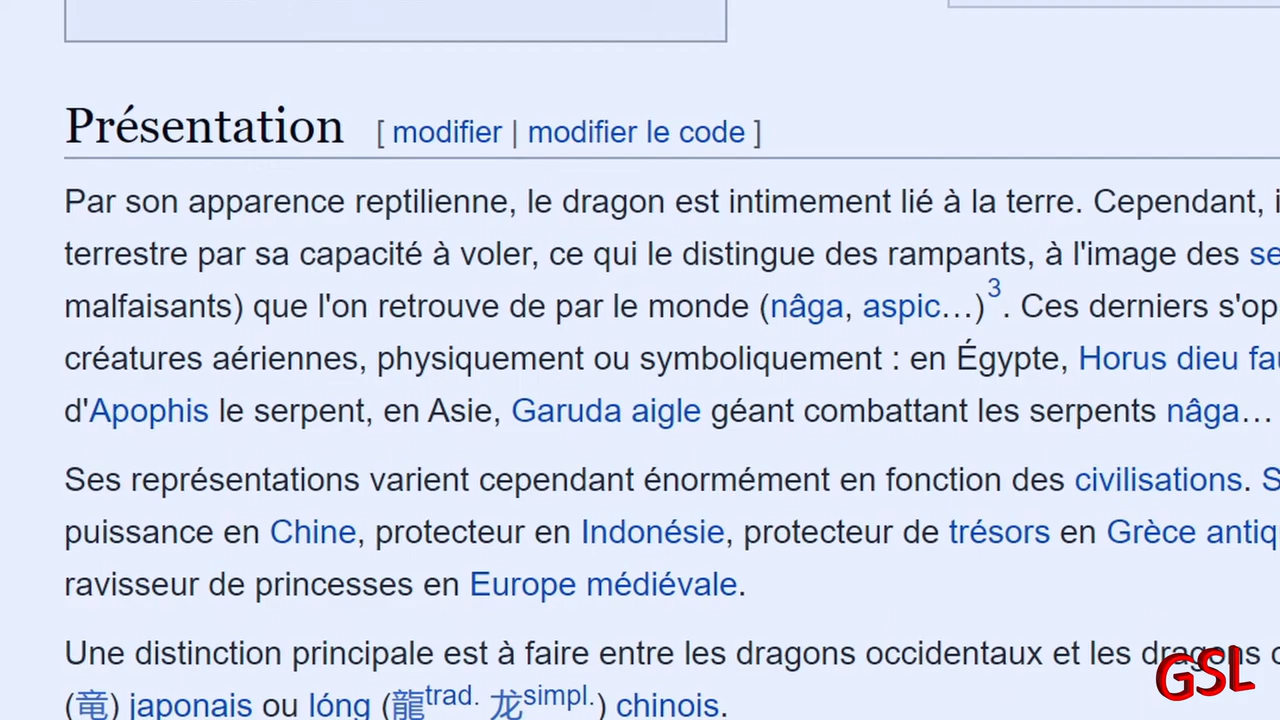 Présentation [ modifier | modifier le code ]
Par son apparence reptilienne, le dragon est intimement lié à la terre. Cependant,
terrestre par sa capacité à voler, ce qui le distingue des rampants, à l'image des
malfaisants) que l'on retrouve de par le monde (nâga, aspic…)3. Ces derniers
créatures aériennes, physiquement ou symboliquement : en Égypte, Horus dieu
d'Apophis le serpent, en Asie, Garuda aigle géant combattant les serpents nâga…
Ses représentations varient cependant énormément en fonction des civilisations.
puissance en Chine, protecteur en Indonésie, protecteur de trésors en Grèce
ravisseur de princesses en Europe médiévale.
Une distinction principale est à faire entre les dragons occidentaux et les dragons
(竜) japonais ou lóng (龍trad. 龙simpl.) chinois.
GSL